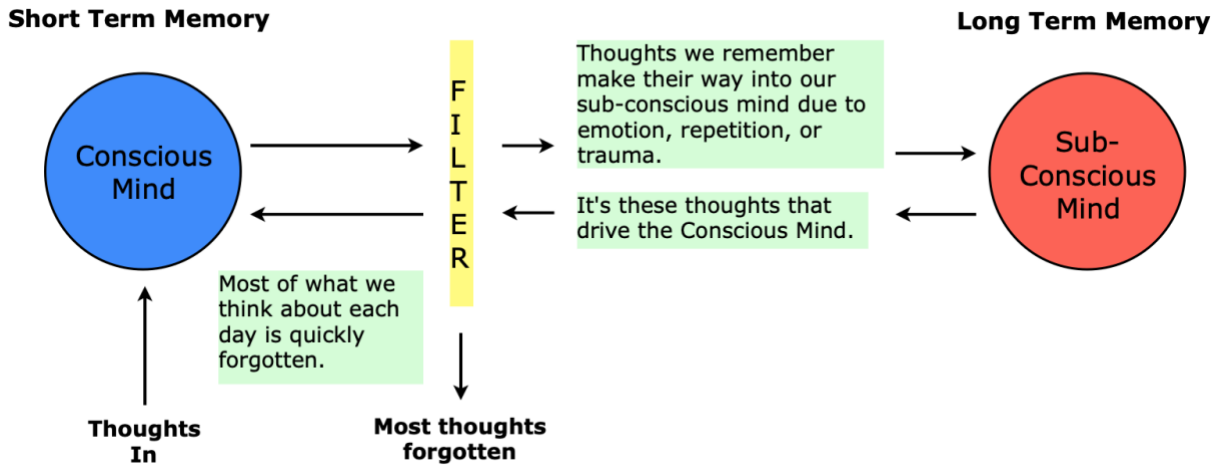 Short Term Memory
Long Term Memory
Conscious
Mind
F
I
L
T
E
R
Thoughts we remember
make their way into our
sub-conscious mind due to
emotion, repetition, or
trauma.
It's these thoughts that
drive the Conscious Mind.
Sub-
Conscious
Mind
Most of what we
think about each
day is quickly
forgotten.
Thoughts
In
Most thoughts
forgotten